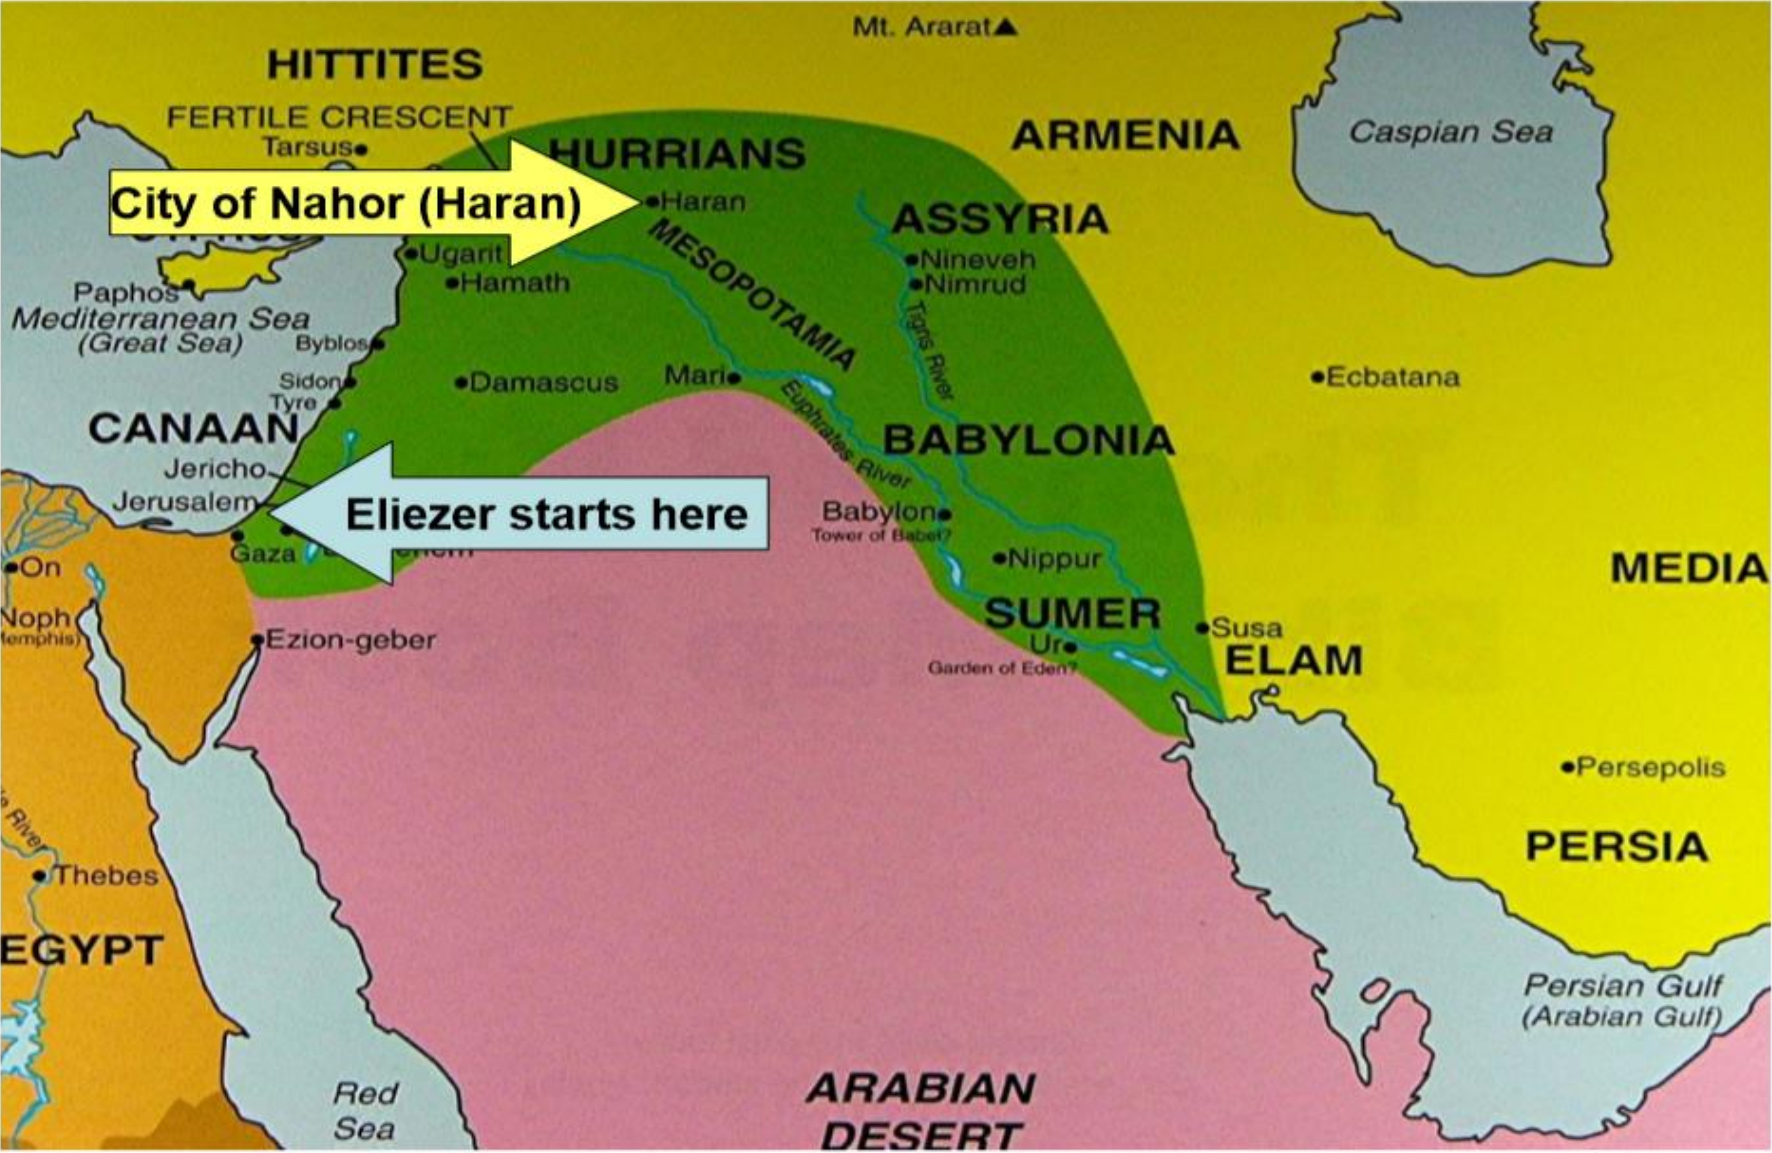 Mt. Ararat
HITTITES
FERTILE CRESCENT
Tarsus
HURRIANS
ARMENIA
Caspian Sea
City of Nahor (Haran)
Haran
MESOPOTAMIA
ASSYRIA
Ugarit
Nineveh
Hamath
Nimrud
Paphos
Mediterranean Sea
(Great Sea)
Byblos
Tigris River
Sidon
Damascus
Mari
Ecbatana
Tyre
Euphrates River
CANAAN
BABYLONIA
Jericho
Jerusalem
Eliezer starts here
Babylon
Tower of Babel?
Gaza
Nippur
On
MEDIA
Noph
SUMER
Susa
Ezion-geber
Ur
ELAM
Garden of Eden?
Persepolis
River
PERSIA
Thebes
EGYPT
Persian Gulf
(Arabian Gulf)
Red
Sea
ARABIAN
DESERT